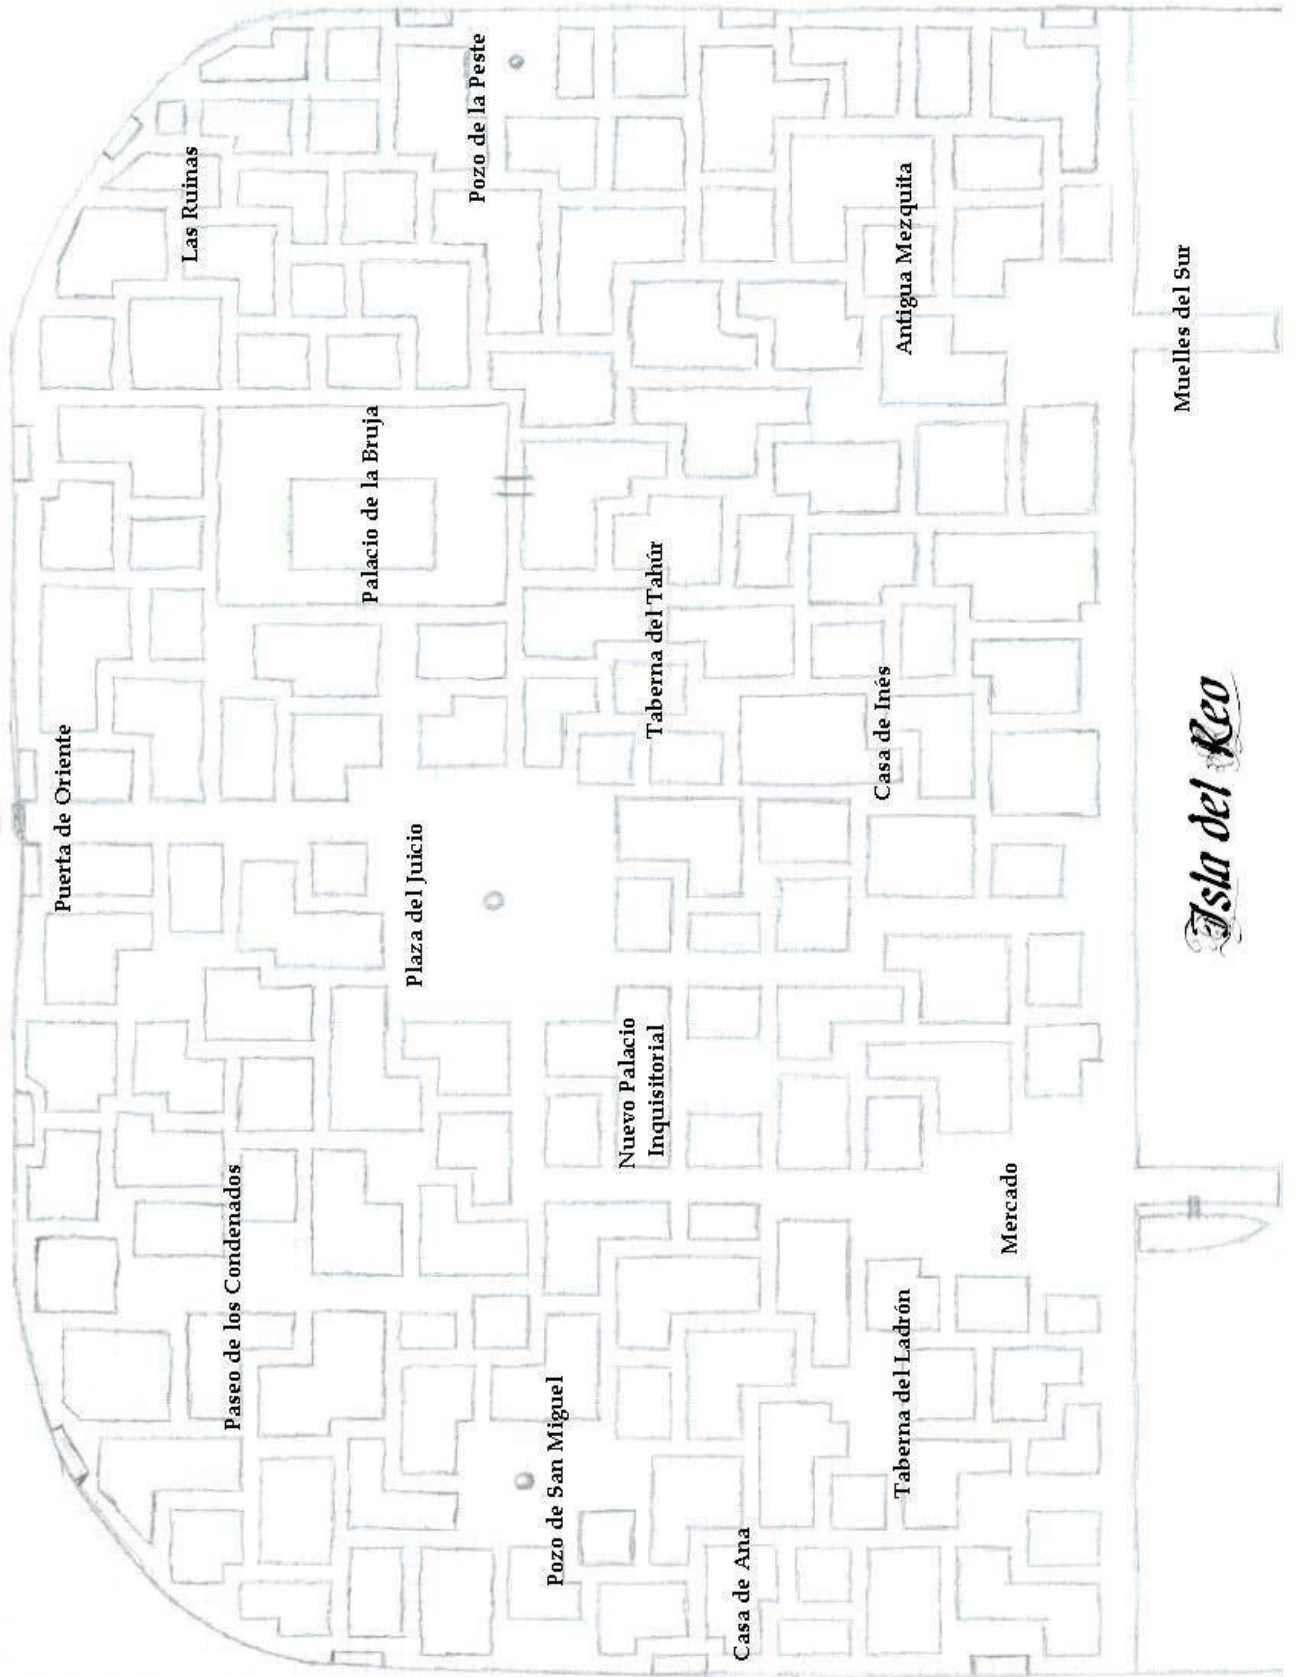 Puerta de Oriente
Las Ruinas
Paseo de los Condenados
Palacio de la Bruja
Plaza del Juicio
Pozo de la Peste
Pozo de San Miguel
Nuevo Palacio
Inquisitorial
Taberna del Tahúr
Casa de Ana
Casa de Inés
Taberna del Ladrón
Antigua Mezquita
Mercado
Muelles del Sur
Isla del Reo